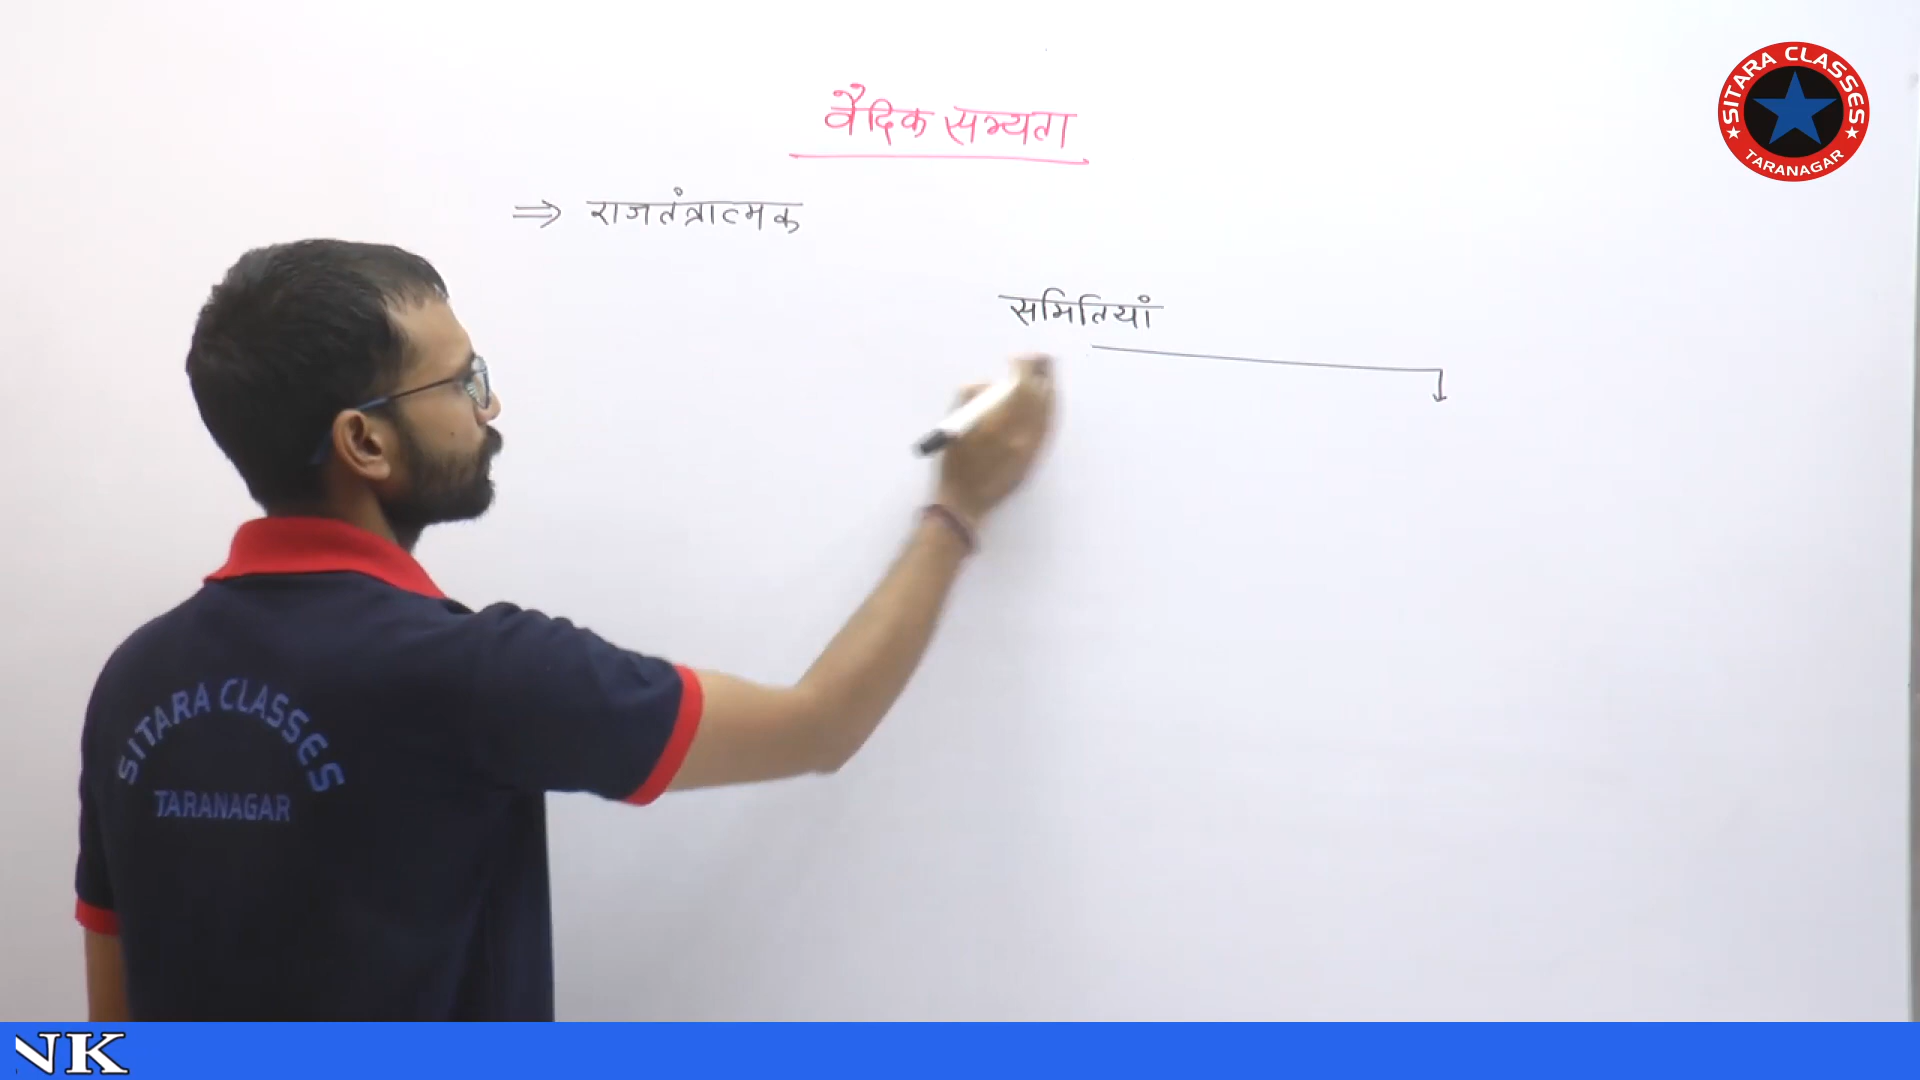 वैदिक सभ्यता
⇒ राजतंत्रात्मक
समितियां
SITARA CLASSES
TARANAGAR
SITARA CLASSES
TARANAGAR
NK